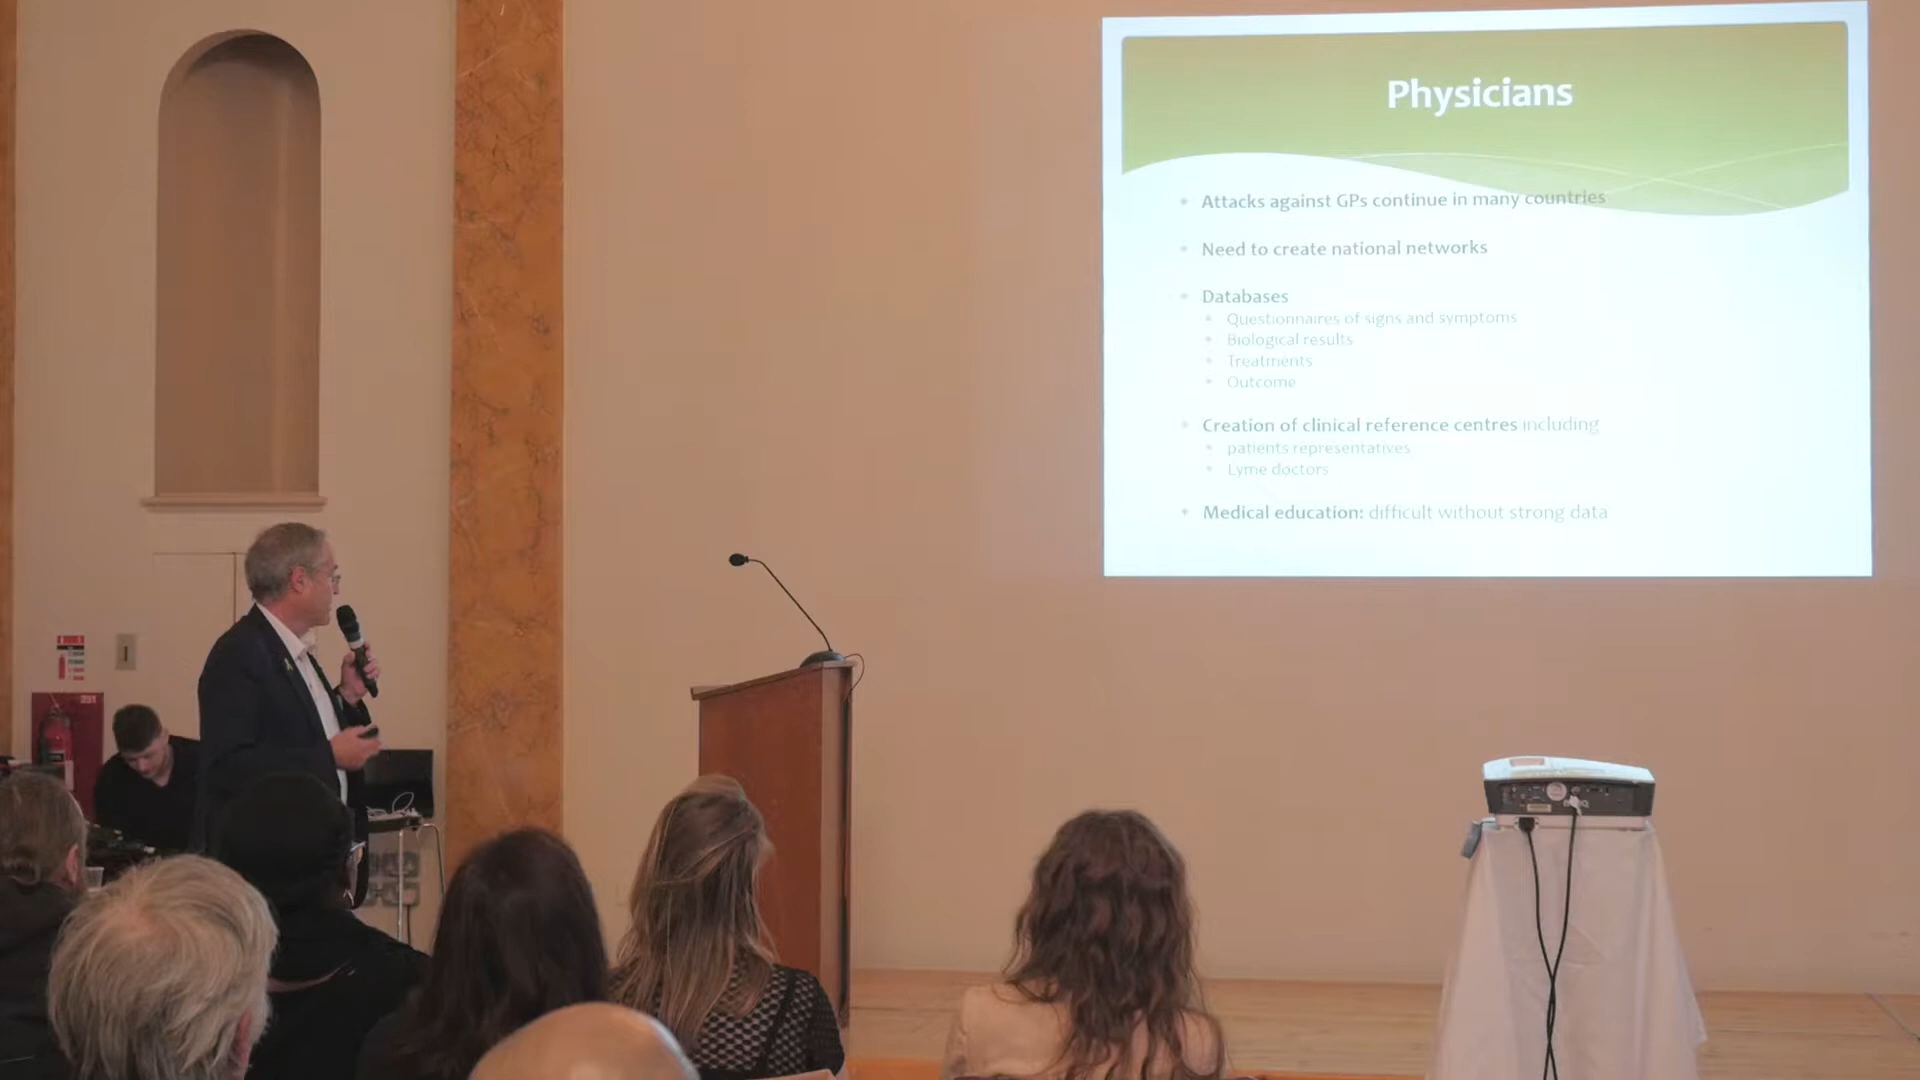 Physicians
Attacks against GPs continue in many countries
Need to create national networks
Databases
Questionnaires of signs and symptoms
Biological results
Treatments
Outcome
Creation of clinical reference centres including
patients representatives
Lyme doctors
Medical education: difficult without strong data